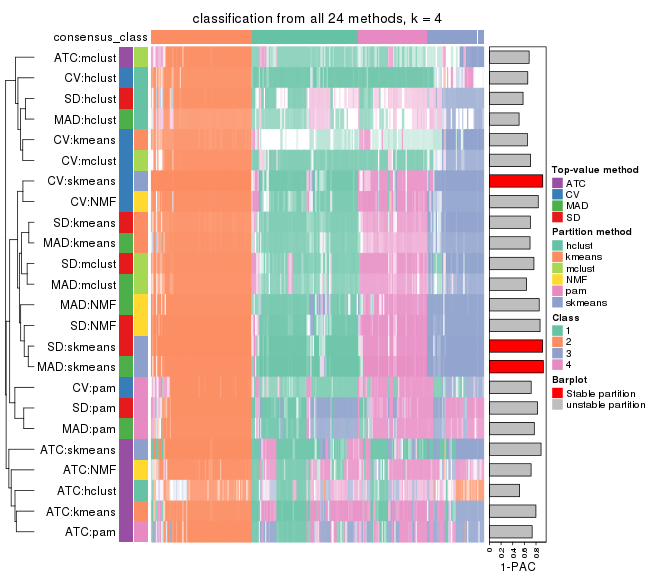 classification from all 24 methods, k = 4
consensus_class
ATC:mclust
CV:hclust
SD:hclust
MAD:hclust
CV:kmeans
CV:mclust
CV:skmeans
CV:NMF
SD:kmeans
MAD:kmeans
SD:mclust
MAD:mclust
MAD:NMF
SD:NMF
SD:skmeans
MAD:skmeans
CV:pam
SD:pam
MAD:pam
ATC:skmeans
ATC:NMF
ATC:hclust
ATC:kmeans
ATC:pam
0 0.2 0.4 0.6 0.8
1-PAC
Top-value method
ATC
CV
MAD
SD
Partition method
hclust
kmeans
mclust
NMF
pam
skmeans
Class
1
2
3
4
Barplot
Stable partition
unstable partition